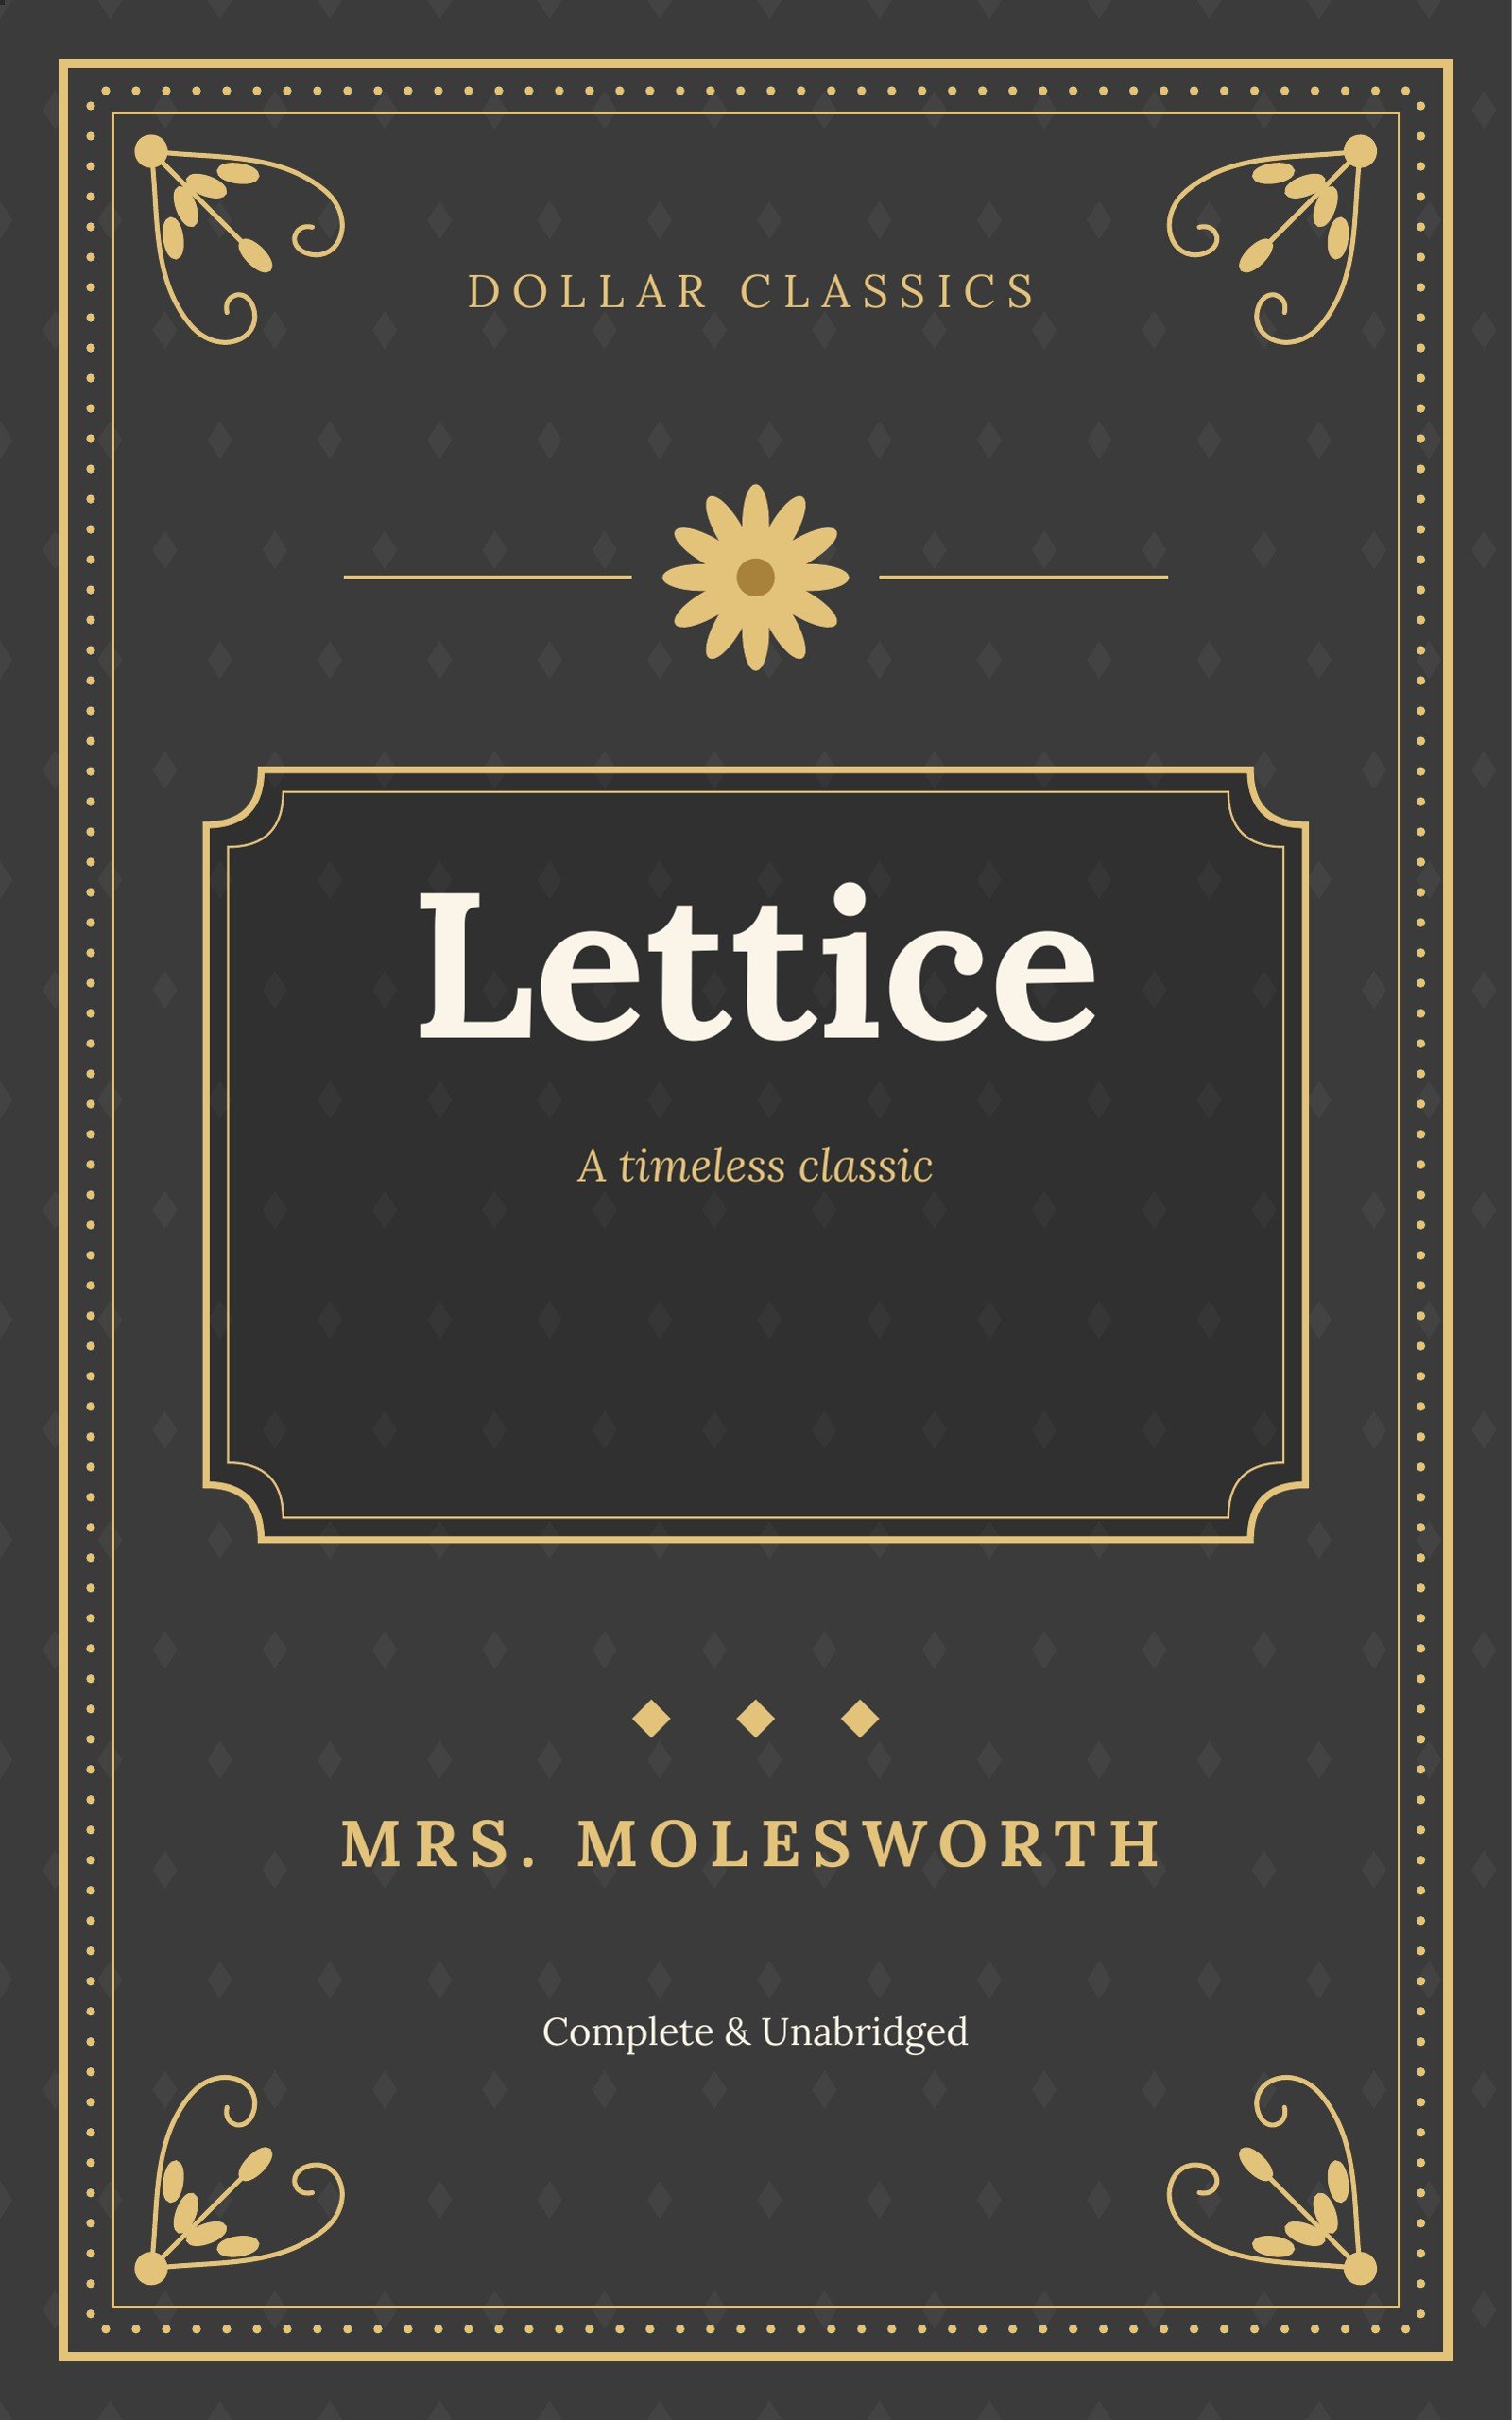 DOLLAR CLASSICS
Lettice
A timeless classic
MRS. MOLESWORTH
Complete & Unabridged